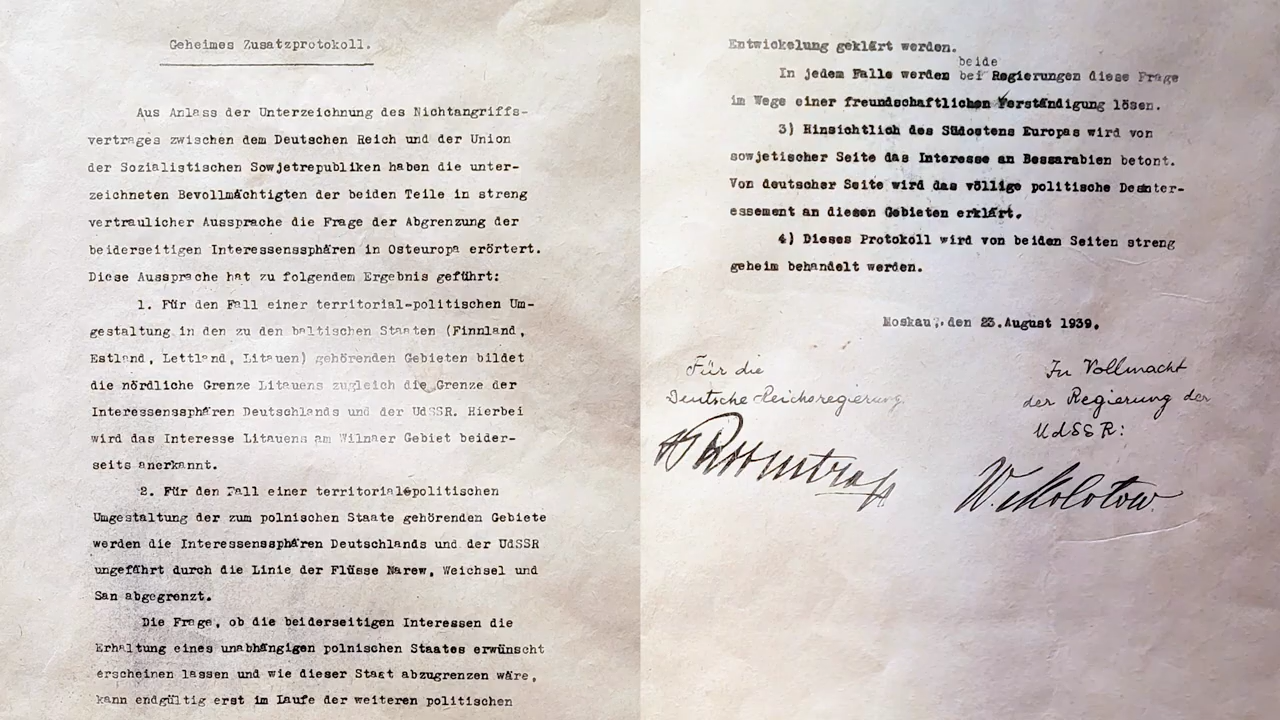 Geheimes Zusatzprotokoll.
Aus Anlass der Unterzeichnung des Nichtangriffs-
vertrages zwischen dem Deutschen Reich und der Union
der Sozialistischen Sowjetrepubliken haben die unter-
zeichneten Bevollmächtigten der beiden Teile in streng
vertraulicher Aussprache die Frage der Abgrenzung der
beiderseitigen Interessenssphären in Osteuropa erörtert.
Diese Aussprache hat zu folgendem Ergebnis geführt:
1. Für den Fall einer territorial-politischen Um-
gestaltung in den zu den baltischen Staaten (Finnland,
Estland, Lettland, Litauen) gehörenden Gebieten bildet
die nördliche Grenze Litauens zugleich die Grenze der
Interessenssphären Deutschlands und der UdSSR. Hierbei
wird das Interesse Litauens am Wilnaer Gebiet beider-
seits anerkannt.
2. Für den Fall einer territorial-politischen
Umgestaltung der zum polnischen Staate gehörenden Gebiete
werden die Interessenssphären Deutschlands und der UdSSR
ungefährt durch die Linie der Flüsse Narew, Weichsel und
San abgegrenzt.
Die Frage, ob die beiderseitigen Interessen die
Erhaltung eines unabhängigen polnischen Staates erwünscht
erscheinen lassen und wie dieser Staat abzugrenzen wäre,
kann endgültig erst im Laufe der weiteren politischen
Entwickelung geklärt werden.
beide
In jedem Falle werden bei Regierungen diese Frage
im Wege einer freundschaftlichen Verständigung lösen.
3) Hinsichtlich des Südostens Europas wird von
sowjetischer Seite das Interesse an Bessarabien betont.
Von deutscher Seite wird das völlige politische Desinter-
essement an diesen Gebieten erklärt.
4) Dieses Protokoll wird von beiden Seiten streng
geheim behandelt werden.
Moskau, den 23. August 1939.
Für die
Deutsche Reichsregierung
Ribbentrop
In Vollmacht
der Regierung der
UdSSR:
W. Molotow